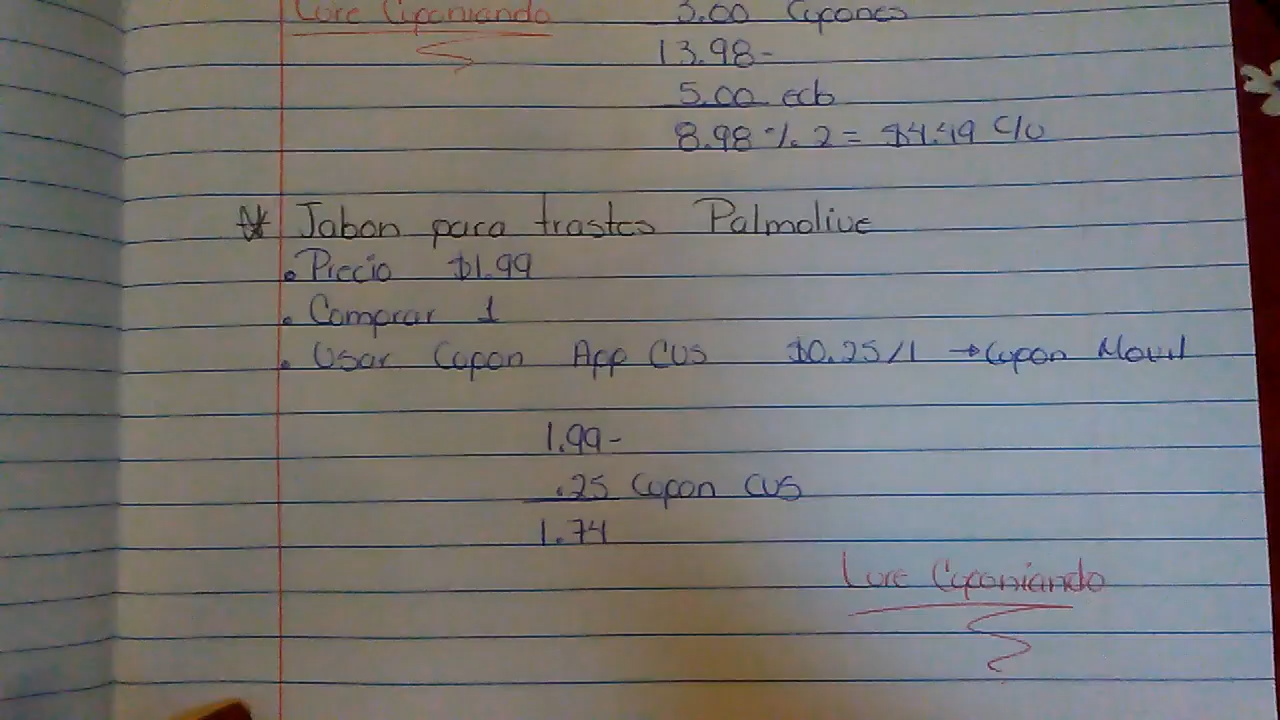 Lore Cuponiando
3.00 Cupones
13.98-
5.00 ecb
8.98 % 2 = $4.49 C/U
Jabon para trastes Palmolive
• Precio $1.99
• Comprar 1
• Usar Cupon App CVS $0.25/1 → Cupon Movil
1.99-
.25 Cupon CVS
1.74
Lore Cuponiando